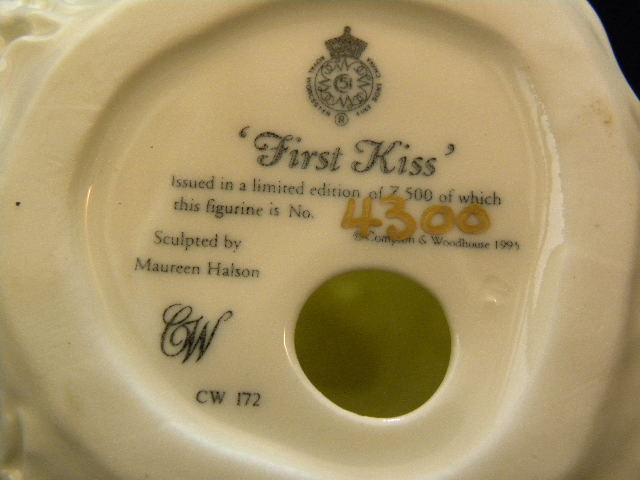 51
®
‘First Kiss’
Issued in a limited edition of 7,500 of which
this figurine is No. 4300
© Compton & Woodhouse 1995
Sculpted by
Maureen Halson
CW
CW 172